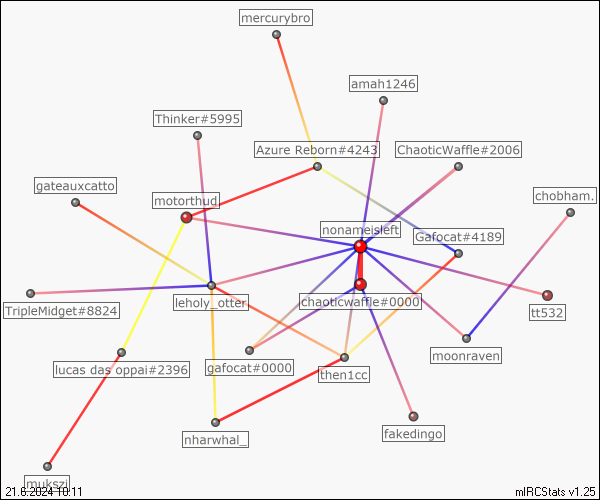 mercurybro
amah1246
Thinker#5995
Azure Reborn#4243
ChaoticWaffle#2006
gateauxcatto
motorthud
chobham.
nonameisleft
Gafocat#4189
leholy_otter
chaoticwaffle#0000
TripleMidget#8824
tt532
moonraven
lucas das oppai#2396
gafocat#0000
then1cc
fakedingo
nharwhal_
mukszi
21.6.2024 10:11
mIRCStats v1.25